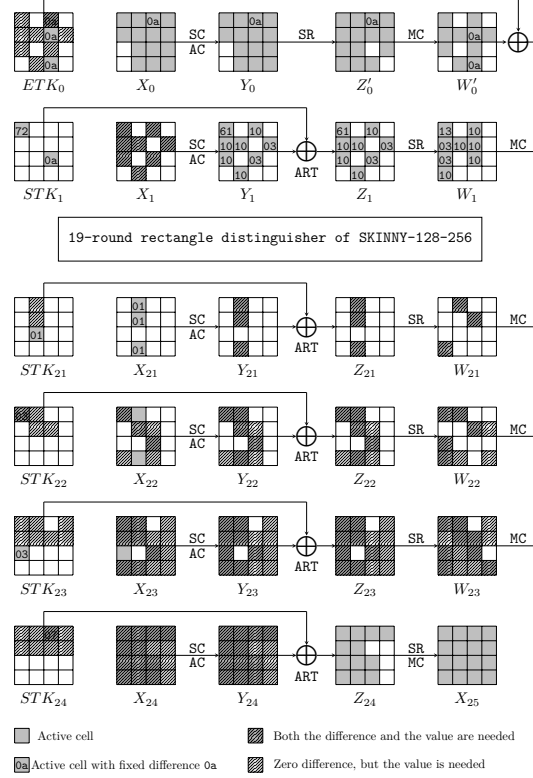 0a 0a 0a 0a 0a
SC SR MC
0a 0a
AC
0a 0a
ETK₀ X₀ Y₀ Z′₀ W′₀
72 61 10 61 10 13 10
SC SR MC
10 10 03 10 10 03 03 10 10
AC
0a 10 03 10 03 03
ART
10 10 10
STK₁ X₁ Y₁ Z₁ W₁
19-round rectangle distinguisher of SKINNY-128-256
01
01 SC SR MC
01 AC
ART
01
STK₂₁ X₂₁ Y₂₁ Z₂₁ W₂₁
03
SC SR MC
AC
ART
STK₂₂ X₂₂ Y₂₂ Z₂₂ W₂₂
SC SR MC
03 AC
ART
STK₂₃ X₂₃ Y₂₃ Z₂₃ W₂₃
07
SC SR
AC MC
ART
STK₂₄ X₂₄ Y₂₄ Z₂₄ X₂₅
Active cell Both the difference and the value are needed
0a Active cell with fixed difference 0a Zero difference, but the value is needed